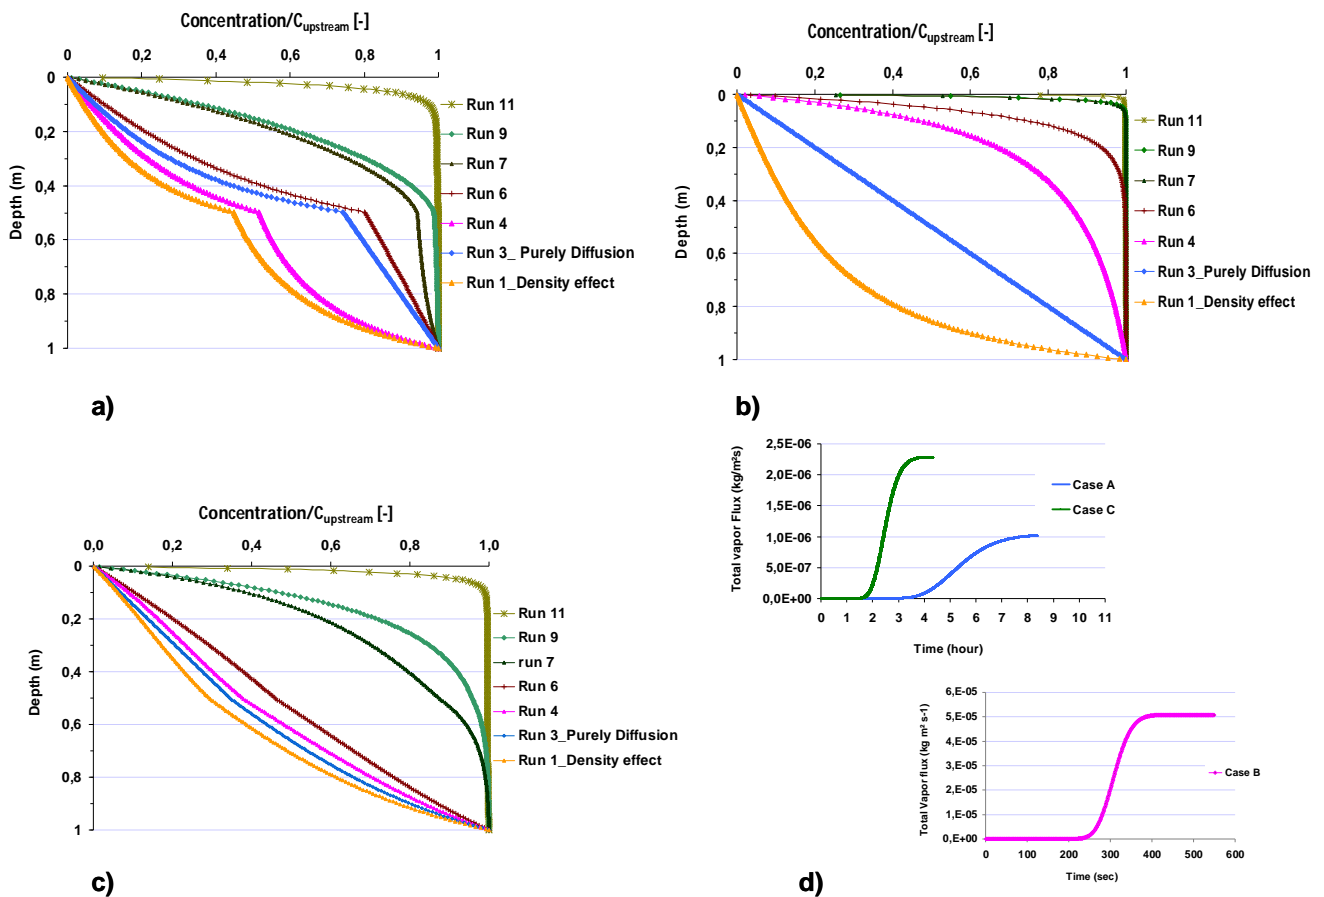 Concentration/Cupstream [-]
0 0,2 0,4 0,6 0,8 1
0
0,2
0,4
0,6
0,8
1
Depth (m)
Run 11
Run 9
Run 7
Run 6
Run 4
Run 3_ Purely Diffusion
Run 1_Density effect
a)
Concentration/Cupstream [-]
0 0,2 0,4 0,6 0,8 1
0
0,2
0,4
0,6
0,8
1
Depth (m)
Run 11
Run 9
Run 7
Run 6
Run 4
Run 3_Purely Diffusion
Run 1_Density effect
b)
Concentration/Cupstream [-]
0,0 0,2 0,4 0,6 0,8 1,0
0
0,2
0,4
0,6
0,8
1
Depth (m)
Run 11
Run 9
run 7
Run 6
Run 4
Run 3_Purely Diffusion
Run 1_Density effect
c)
2,5E-06
2,0E-06
1,5E-06
1,0E-06
5,0E-07
0,0E+00
Total vapor Flux (kg/m²s)
0 1 2 3 4 5 6 7 8 9 10 11
Time (hour)
Case A
Case C
6,E-05
5,E-05
4,E-05
3,E-05
2,E-05
1,E-05
0,E+00
Total Vapor flux (kg m² s-1)
0 100 200 300 400 500 600
Time (sec)
Case B
d)